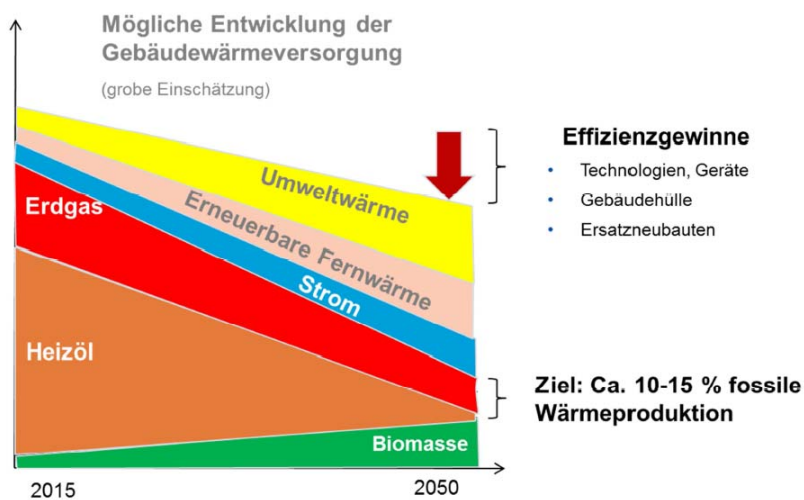 Mögliche Entwicklung der
Gebäudewärmeversorgung
(grobe Einschätzung)
Effizienzgewinne
• Technologien, Geräte
• Gebäudehülle
• Ersatzneubauten
Umweltwärme
Erneuerbare Fernwärme
Strom
Erdgas
Heizöl
Biomasse
Ziel: Ca. 10-15 % fossile
Wärmeproduktion
2015
2050